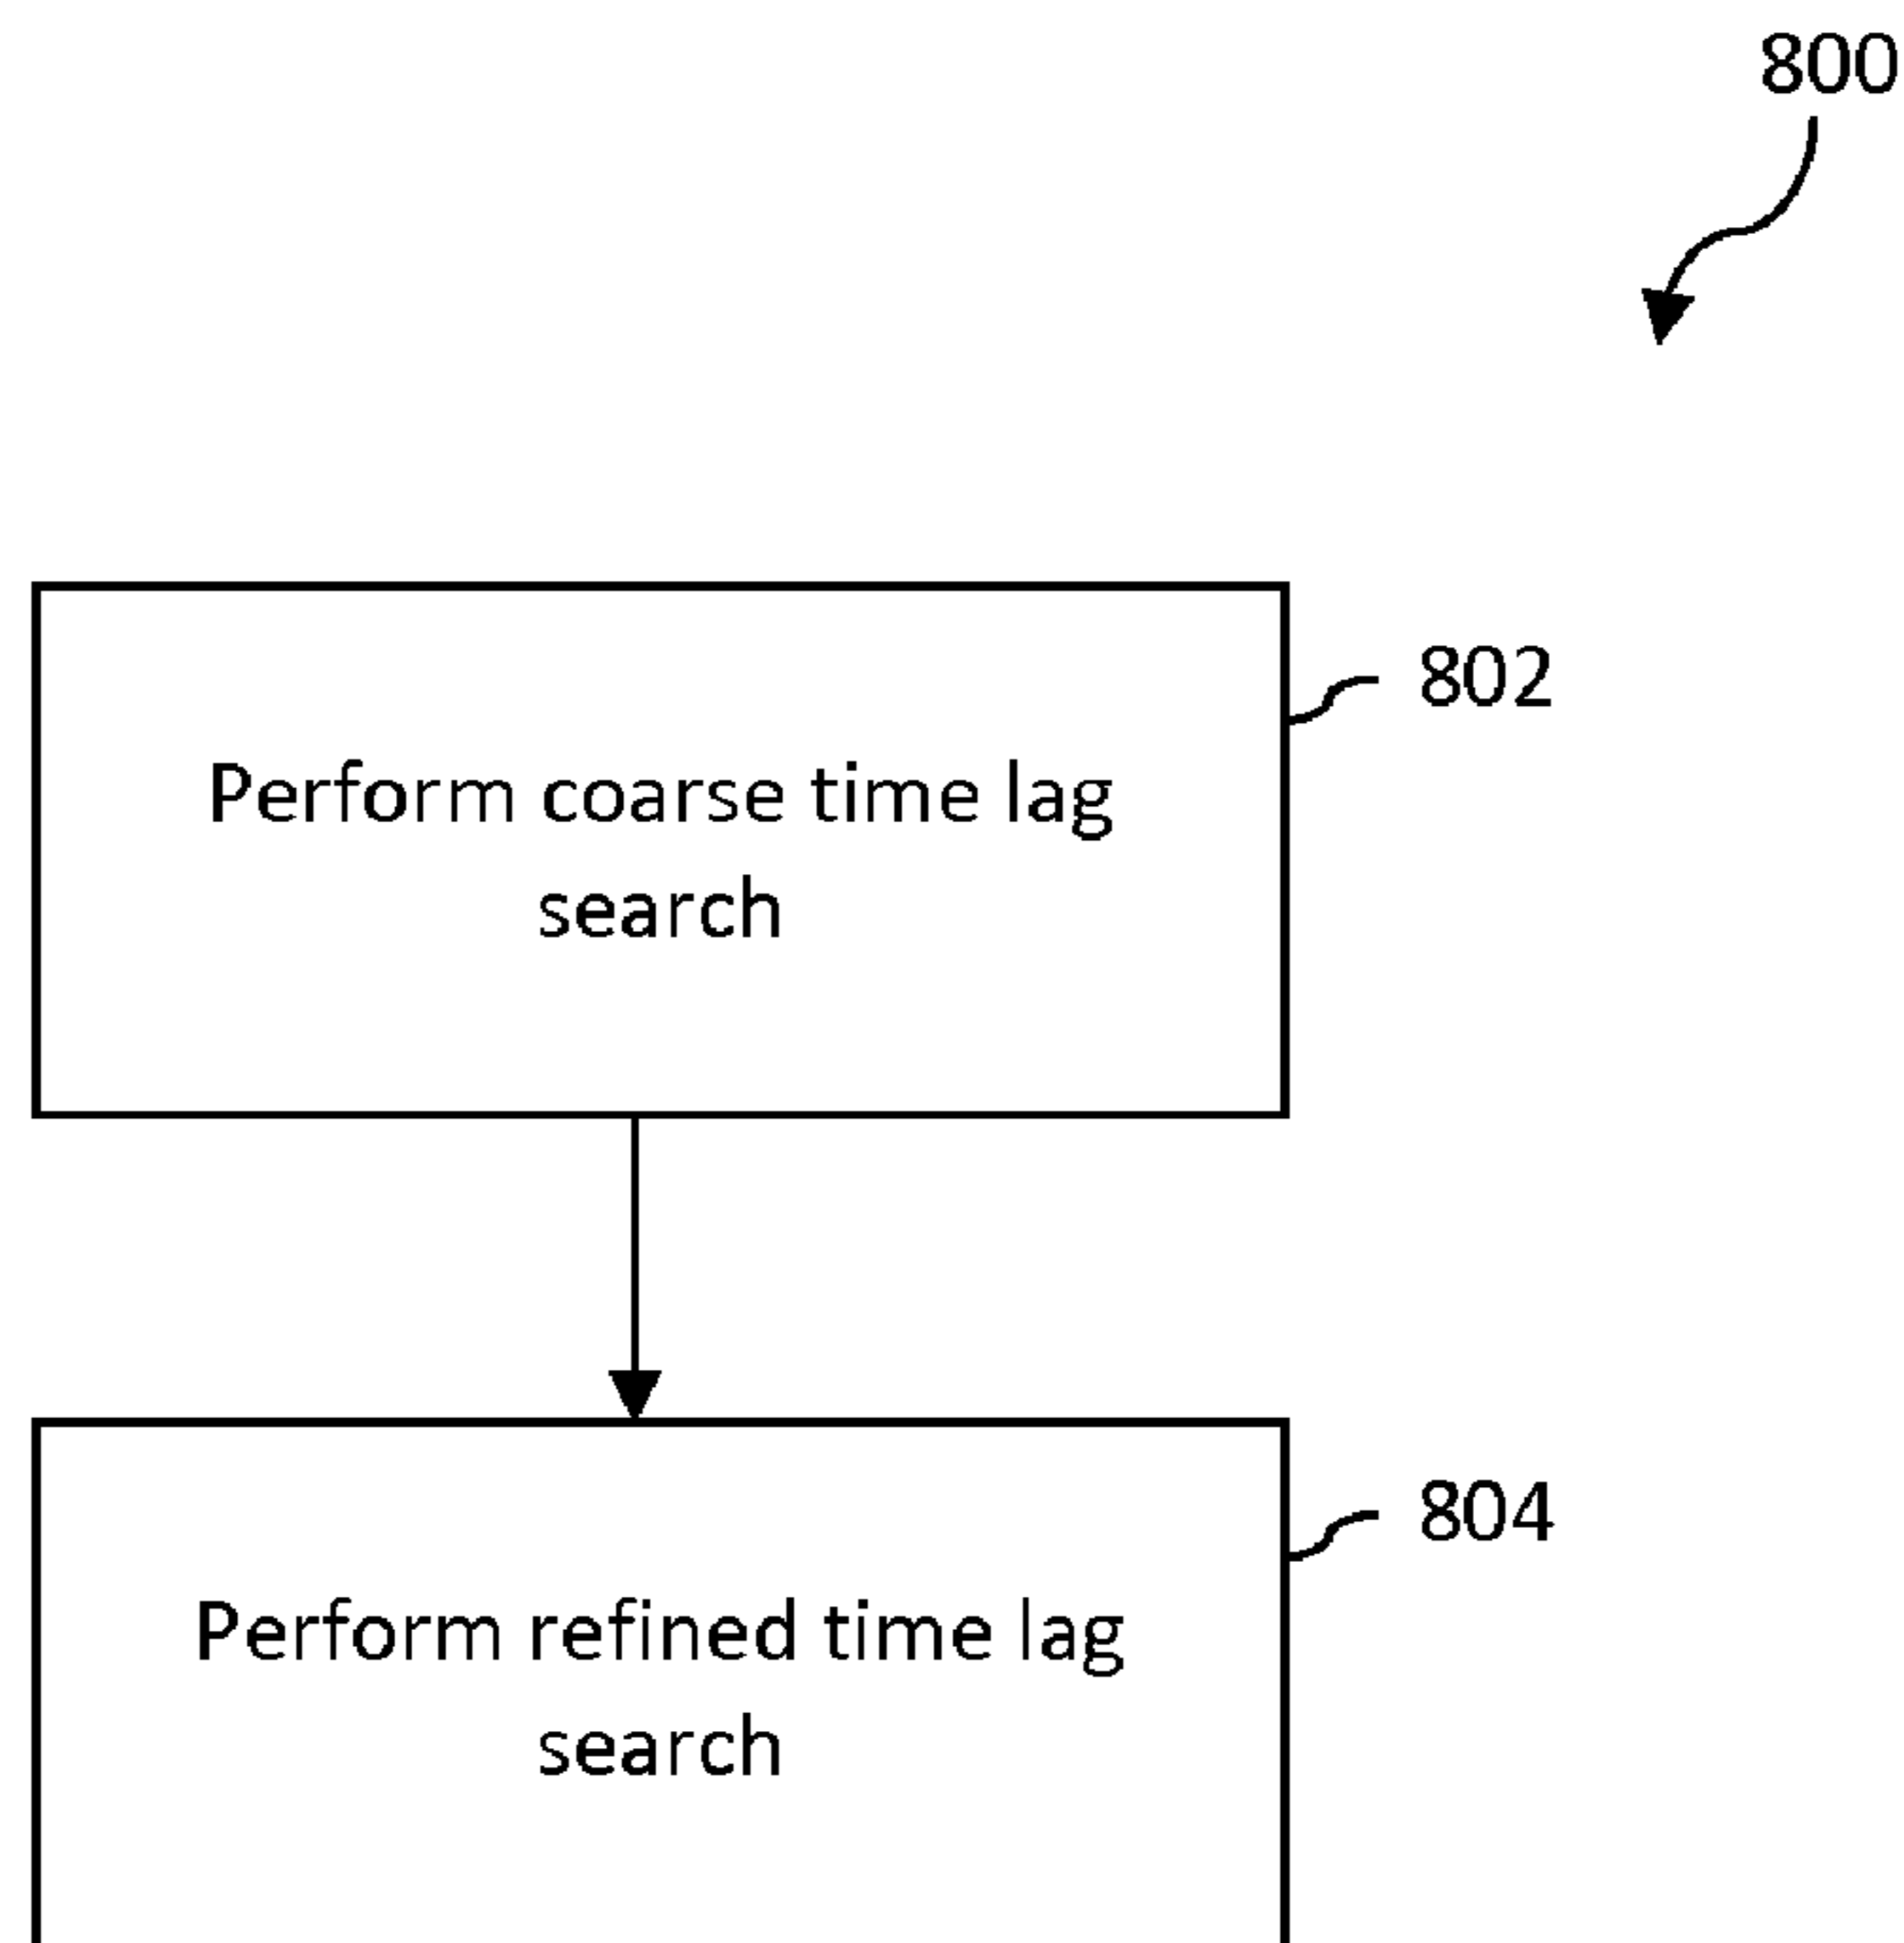 800
802
Perform coarse time lag
search
804
Perform refined time lag
search